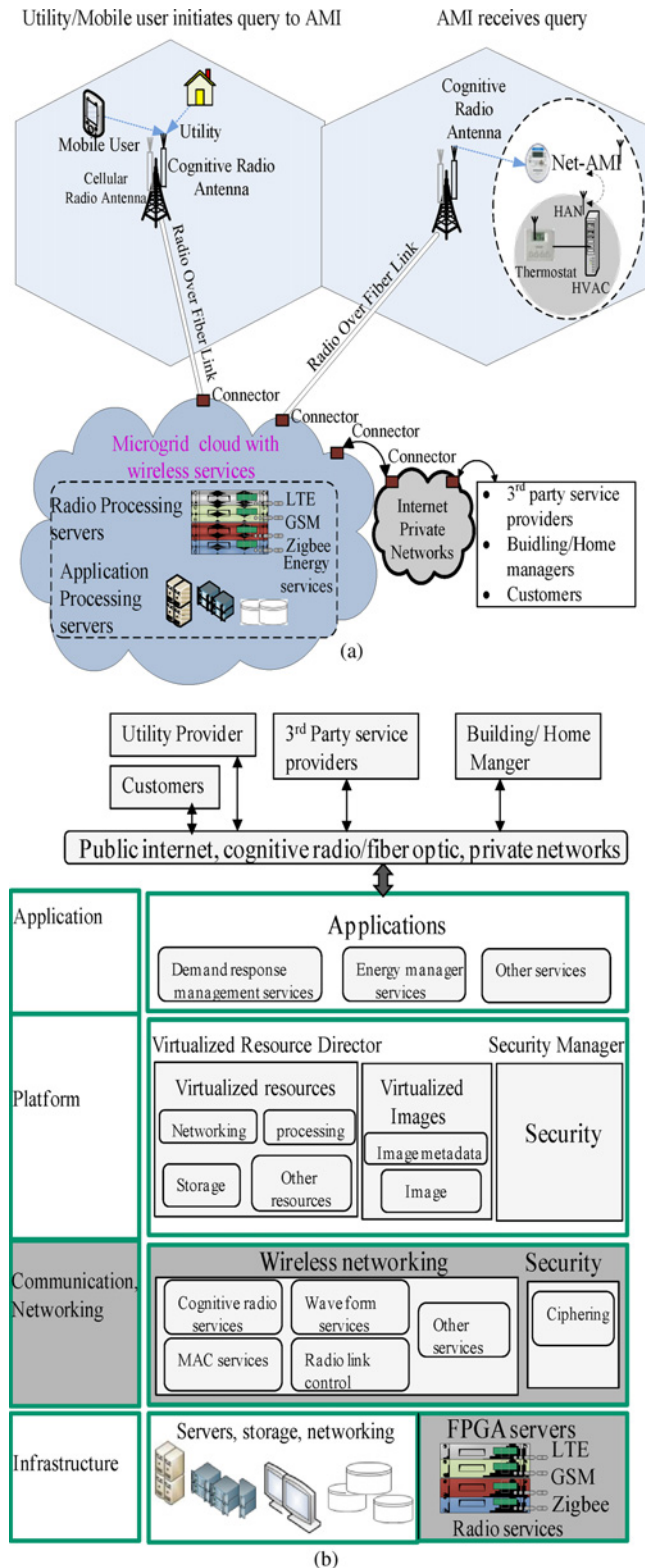 Utility/Mobile user initiates query to AMI
AMI receives query
Mobile User
Utility
Cellular
Radio Antenna
Cognitive Radio
Antenna
Cognitive
Radio
Antenna
Net-AMI
HAN
Thermostat
HVAC
Radio Over Fiber Link
Radio Over Fiber Link
Connector
Connector
Connector
Microgrid cloud with
wireless services
Radio Processing
servers
LTE
GSM
Zigbee
Energy
services
Application
Processing
servers
Internet
Private
Networks
• 3rd party service
providers
• Buidling/Home
managers
• Customers
(a)
Utility Provider
Customers
3rd Party service
providers
Building/ Home
Manger
Public internet, cognitive radio/fiber optic, private networks
Application
Applications
Demand response
management services
Energy manager
services
Other services
Platform
Virtualized Resource Director
Security Manager
Virtualized resources
Networking
processing
Storage
Other
resources
Virtualized
Images
Image metadata
Image
Security
Communication,
Networking
Wireless networking
Security
Cognitive radio
services
Waveform
services
Other
services
MAC services
Radio link
control
Ciphering
Infrastructure
Servers, storage, networking
FPGA servers
LTE
GSM
Zigbee
Radio services
(b)